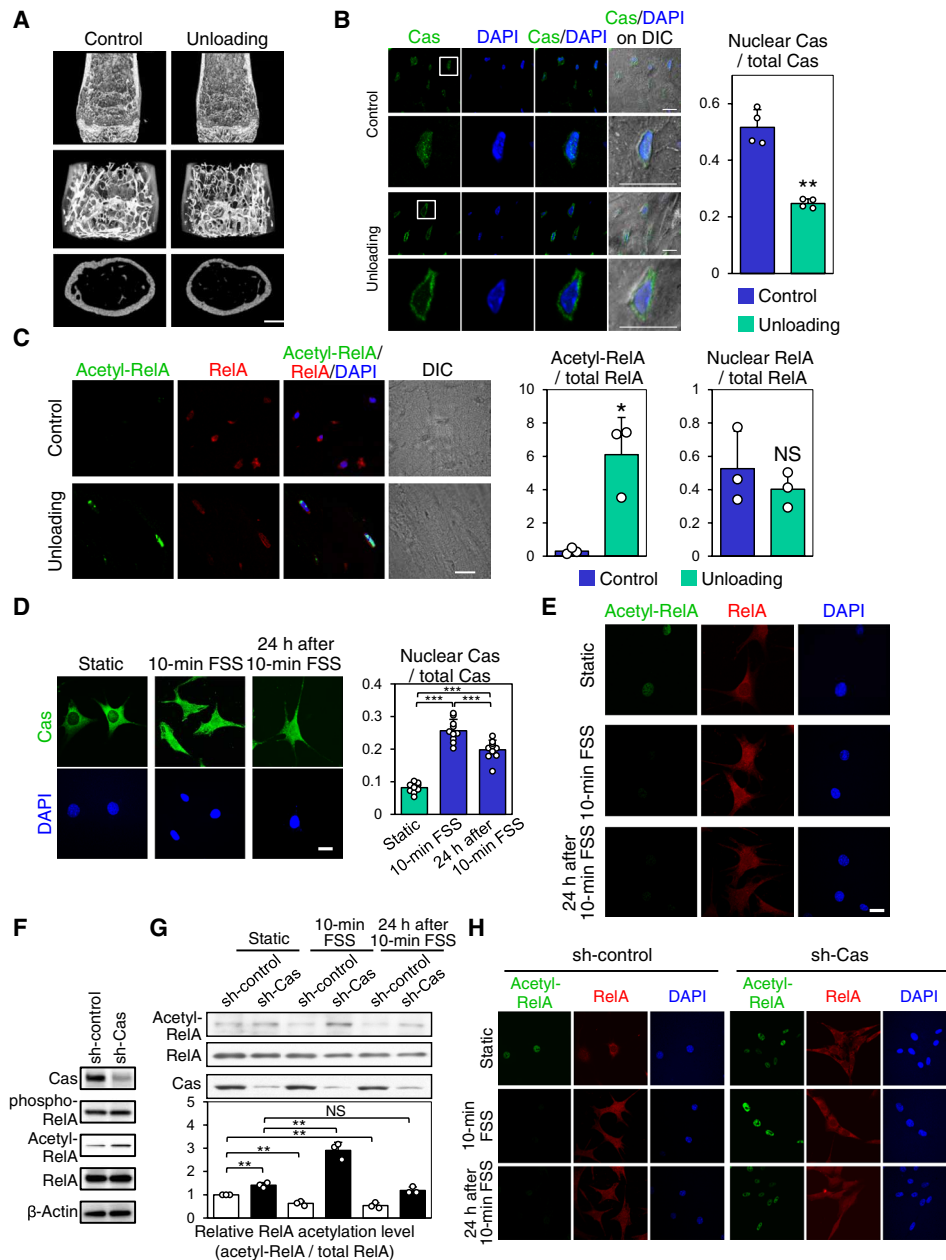 A
Control
Unloading
B
Cas
DAPI
Cas/DAPI
Cas/DAPI
on DIC
Control
Unloading
Nuclear Cas
/ total Cas
0.6
0.4
0.2
0
**
Control
Unloading
C
Acetyl-RelA
RelA
Acetyl-RelA/
RelA/DAPI
DIC
Control
Unloading
Acetyl-RelA
/ total RelA
10
8
6
4
2
0
*
Nuclear RelA
/ total RelA
1
0.8
0.6
0.4
0.2
0
NS
Control
Unloading
D
Static
10-min FSS
24 h after
10-min FSS
Cas
DAPI
Nuclear Cas
/ total Cas
0.4
0.3
0.2
0.1
0
***
*** ***
Static
10-min FSS
24 h after
10-min FSS
E
Acetyl-RelA
RelA
DAPI
Static
10-min FSS
24 h after
10-min FSS
F
sh-control
sh-Cas
Cas
phospho-
RelA
Acetyl-
RelA
RelA
β-Actin
G
Static
10-min
FSS
24 h after
10-min FSS
sh-control
sh-Cas
sh-control
sh-Cas
sh-control
sh-Cas
Acetyl-
RelA
RelA
Cas
5
4
3
2
1
0
NS
**
**
**
**
Relative RelA acetylation level
(acetyl-RelA / total RelA)
H
sh-control
sh-Cas
Acetyl-
RelA
RelA
DAPI
Acetyl-
RelA
RelA
DAPI
Static
10-min
FSS
24 h after
10-min FSS